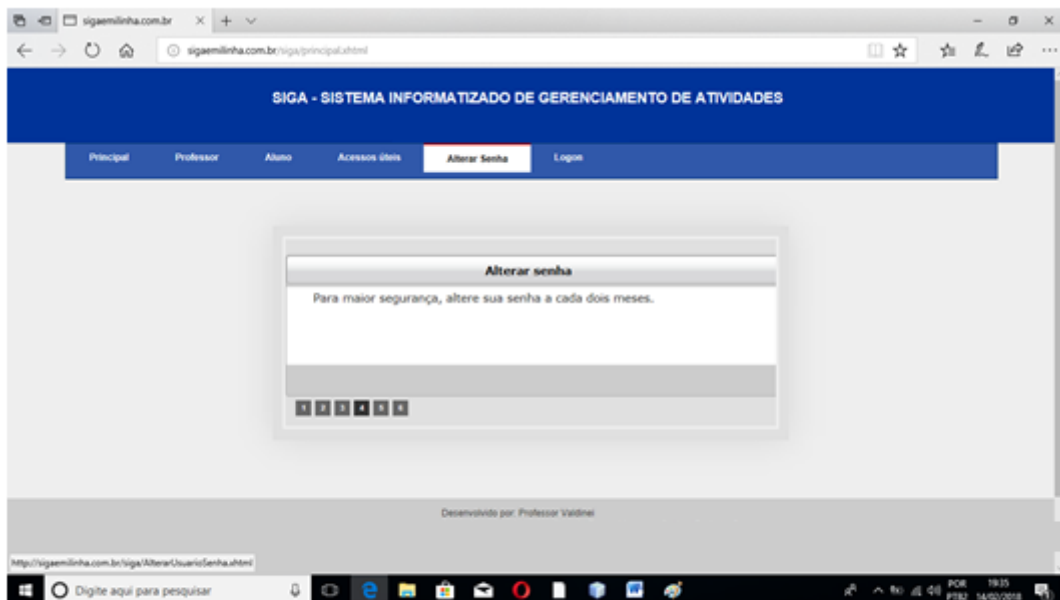 sigaemilinha.com.br
sigaemilinha.com.br/siga/principal.xhtml
SIGA - SISTEMA INFORMATIZADO DE GERENCIAMENTO DE ATIVIDADES
Principal Professor Aluno Acessos úteis Alterar Senha Logon
Alterar senha
Para maior segurança, altere sua senha a cada dois meses.
1 2 3 4 5 6
Desenvolvido por: Professor Valdinei
http://sigaemilinha.com.br/siga/AlterarUsuarioSenha.xhtml
Digite aqui para pesquisar
POR 19:35
PTB2 14/02/2018